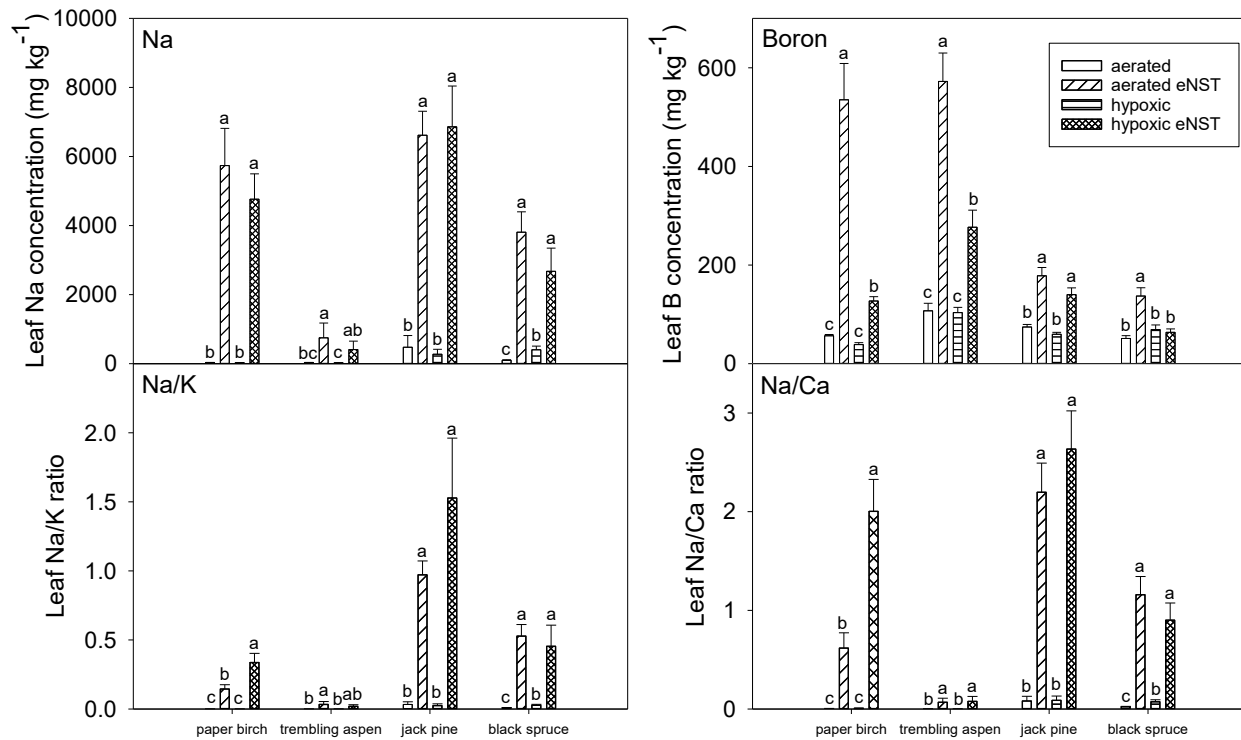 Na
Leaf Na concentration (mg kg-1)
10000
8000
6000
4000
2000
0
b a b a
bc a c ab
b a b a
c a b a
Boron
Leaf B concentration (mg kg-1)
600
400
200
0
c a c b
c a c b
b a b a
b a b b
aerated
aerated eNST
hypoxic
hypoxic eNST
Na/K
Leaf Na/K ratio
2.0
1.5
1.0
0.5
0.0
c b c a
b a b ab
b a b a
c a b a
paper birch trembling aspen jack pine black spruce
Na/Ca
Leaf Na/Ca ratio
3
2
1
0
c b c a
b a b a
b a b a
c a b a
paper birch trembling aspen jack pine black spruce